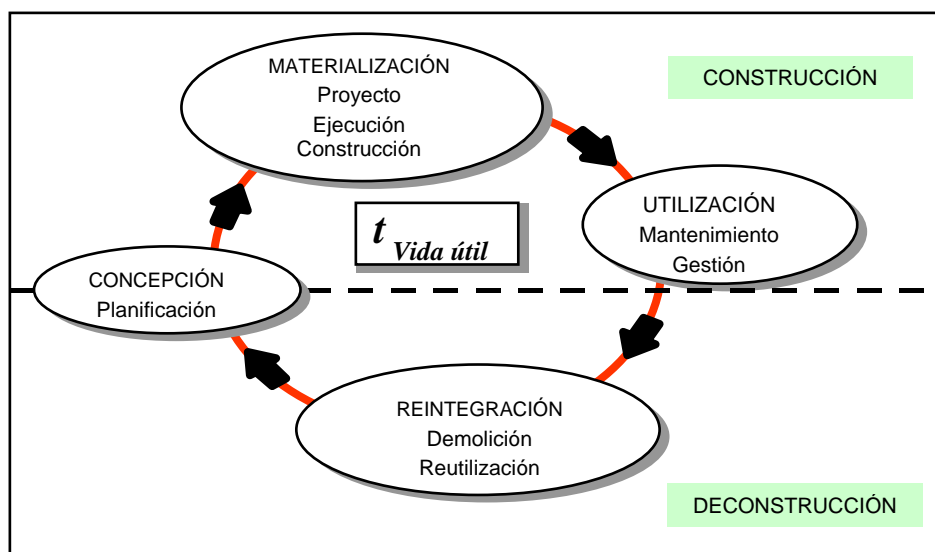 MATERIALIZACIÓN
Proyecto
Ejecución
Construcción
CONSTRUCCIÓN
UTILIZACIÓN
Mantenimiento
Gestión
t Vida útil
CONCEPCIÓN
Planificación
REINTEGRACIÓN
Demolición
Reutilización
DECONSTRUCCIÓN